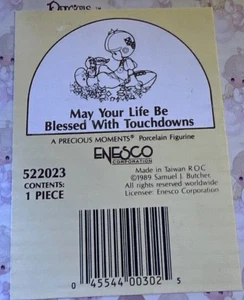 May Your Life Be
Blessed With Touchdowns
A PRECIOUS MOMENTS® Porcelain Figurine
ENESCO
CORPORATION
522023
CONTENTS:
1 PIECE
Made in Taiwan R.O.C.
©1989 Samuel J. Butcher.
All rights reserved worldwide
Licensee: Enesco Corporation
0 45544 00302 5